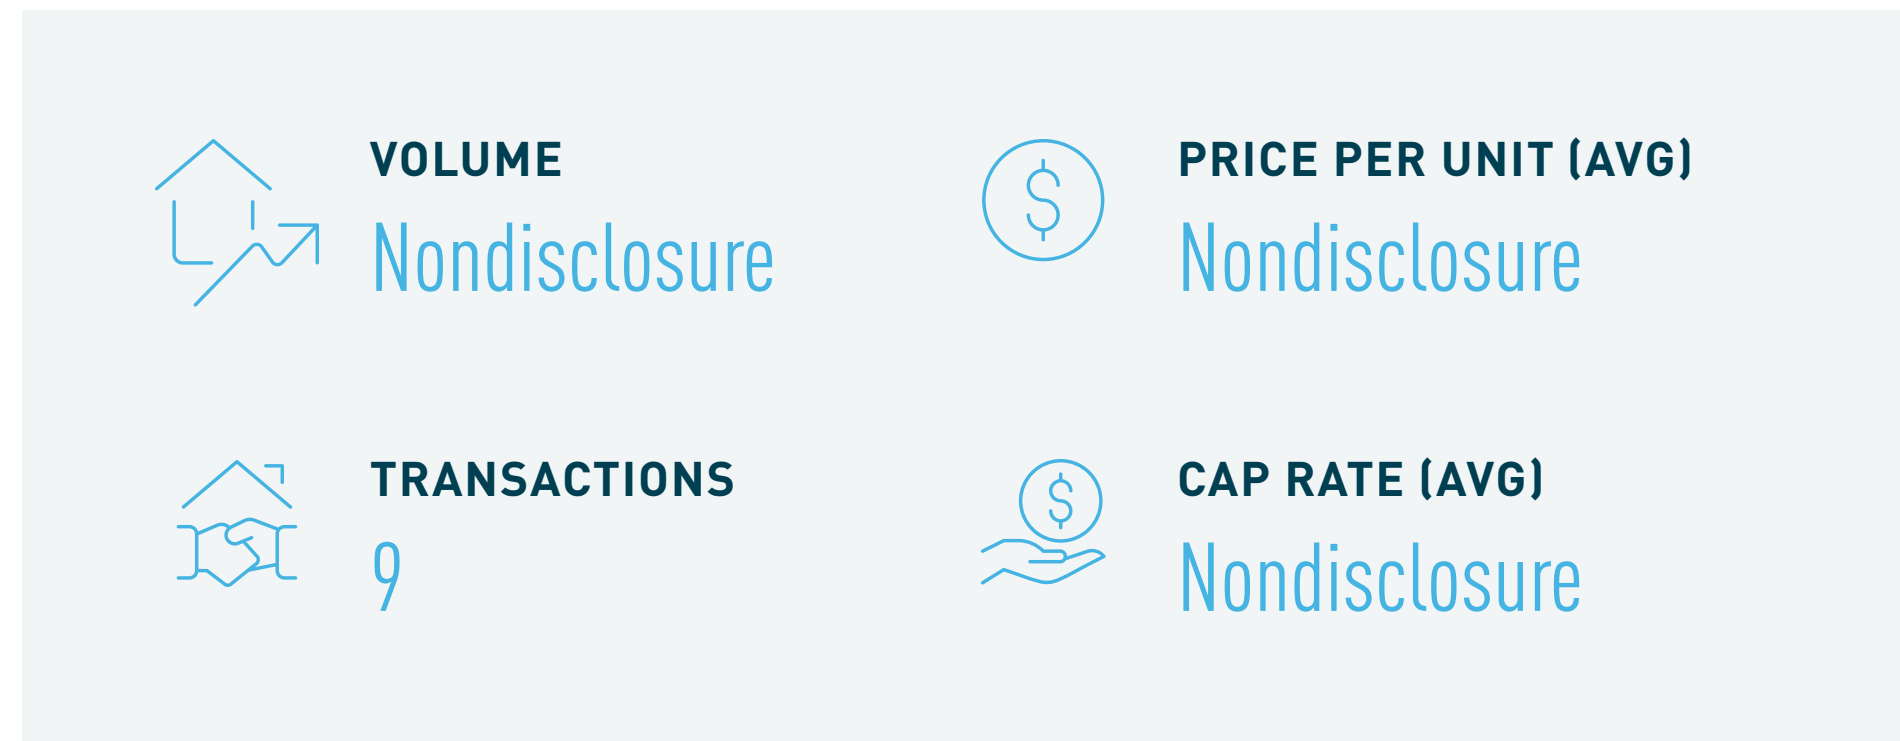 VOLUME
Nondisclosure
PRICE PER UNIT (AVG)
Nondisclosure
TRANSACTIONS
9
CAP RATE (AVG)
Nondisclosure